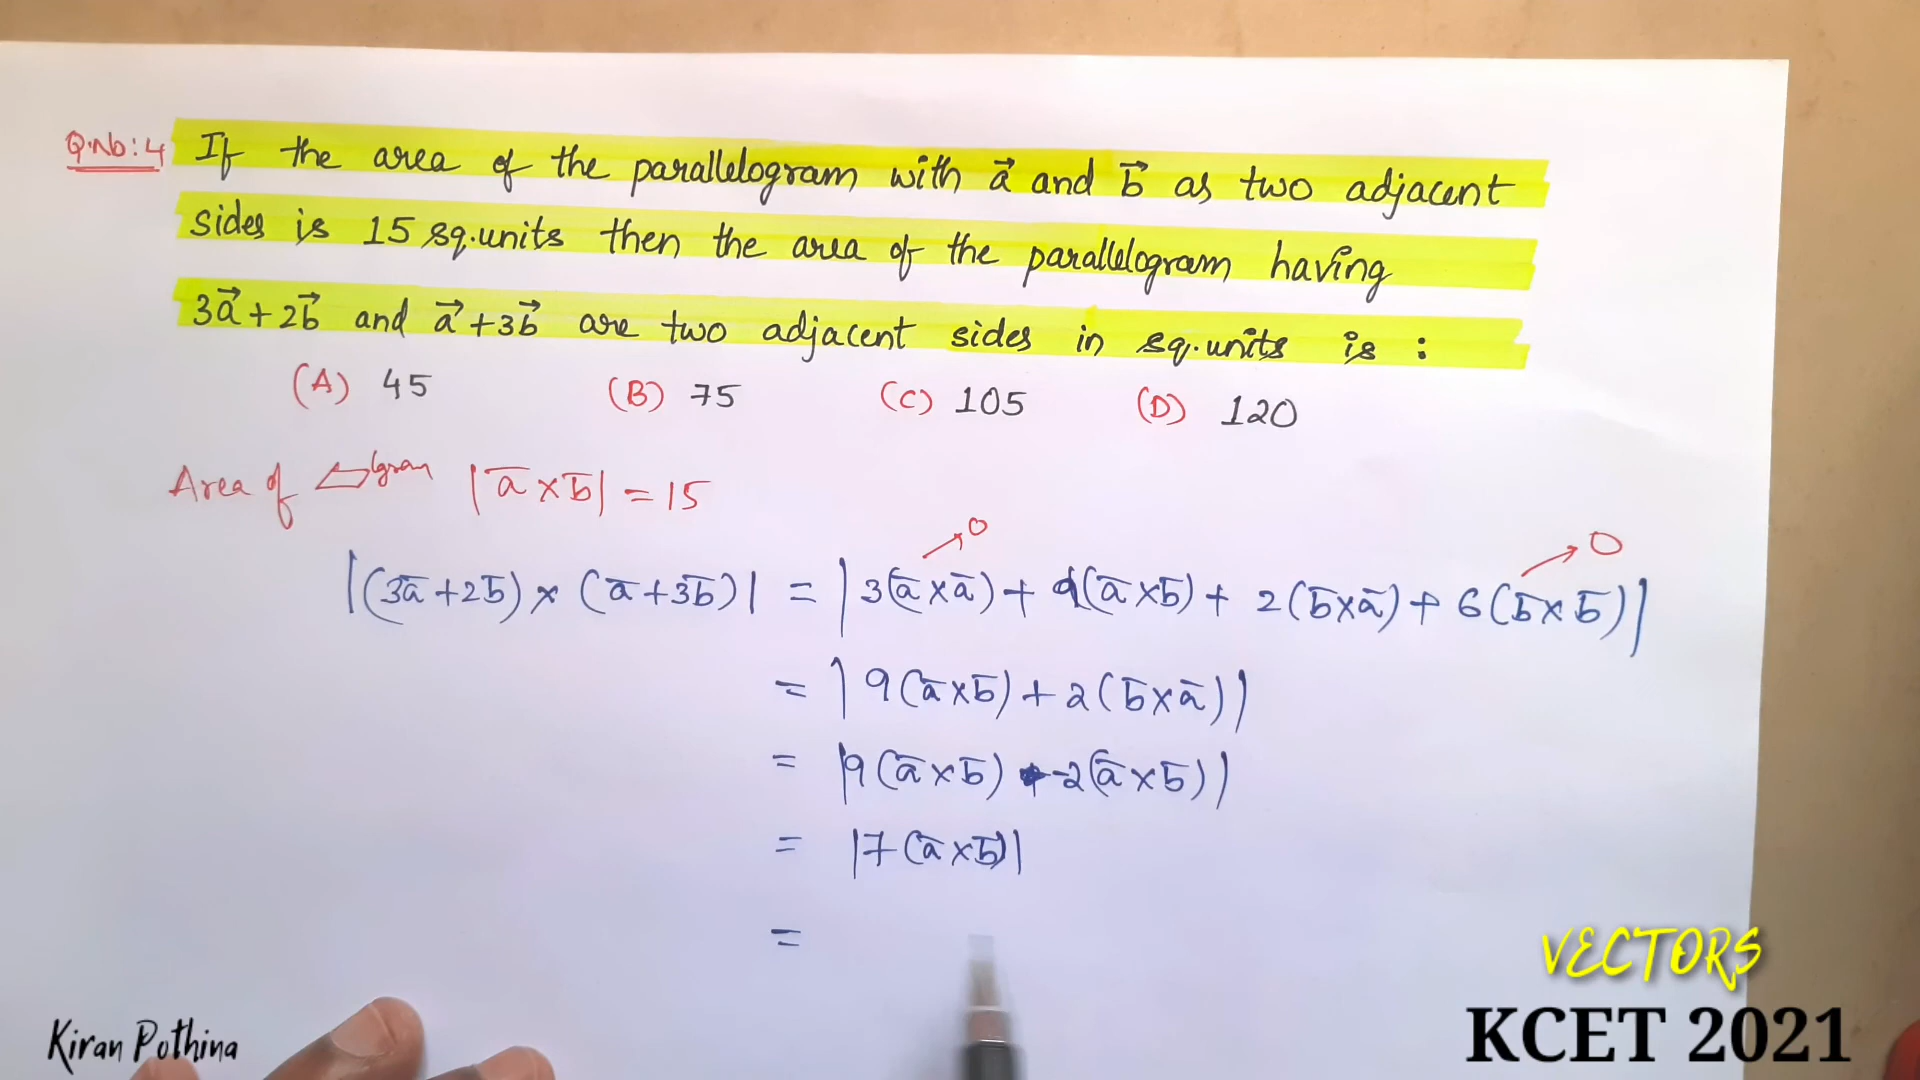 Q.No:4 If the area of the parallelogram with a⃗ and b⃗ as two adjacent
sides is 15 sq.units then the area of the parallelogram having
3a⃗+2b⃗ and a⃗+3b⃗ are two adjacent sides in sq.units is :
(A) 45 (B) 75 (C) 105 (D) 120
Area of ▱lgram |a̅×b̅| = 15
0 0
|(3a̅+2b̅)×(a̅+3b̅)| = |3(a̅×a̅)+9(a̅×b̅)+2(b̅×a̅)+6(b̅×b̅)|
= |9(a̅×b̅)+2(b̅×a̅)|
= |9(a̅×b̅)-2(a̅×b̅)|
= |7(a̅×b̅)|
=
VECTORS
KCET 2021
Kiran Pothina